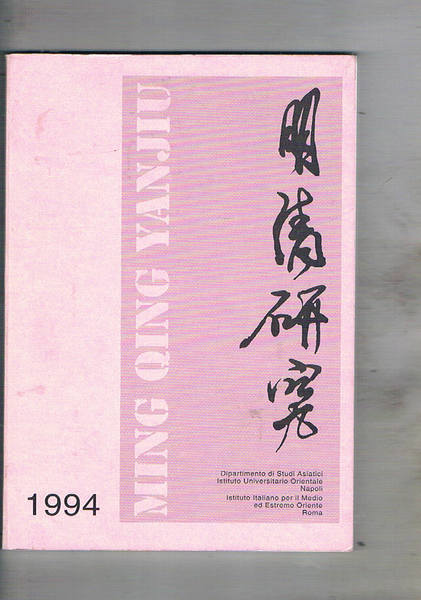 明清研究
MING QING YANJIU
Dipartimento di Studi Asiatici
Istituto Universitario Orientale
Napoli
Istituto Italiano per il Medio
ed Estremo Oriente
Roma
1994